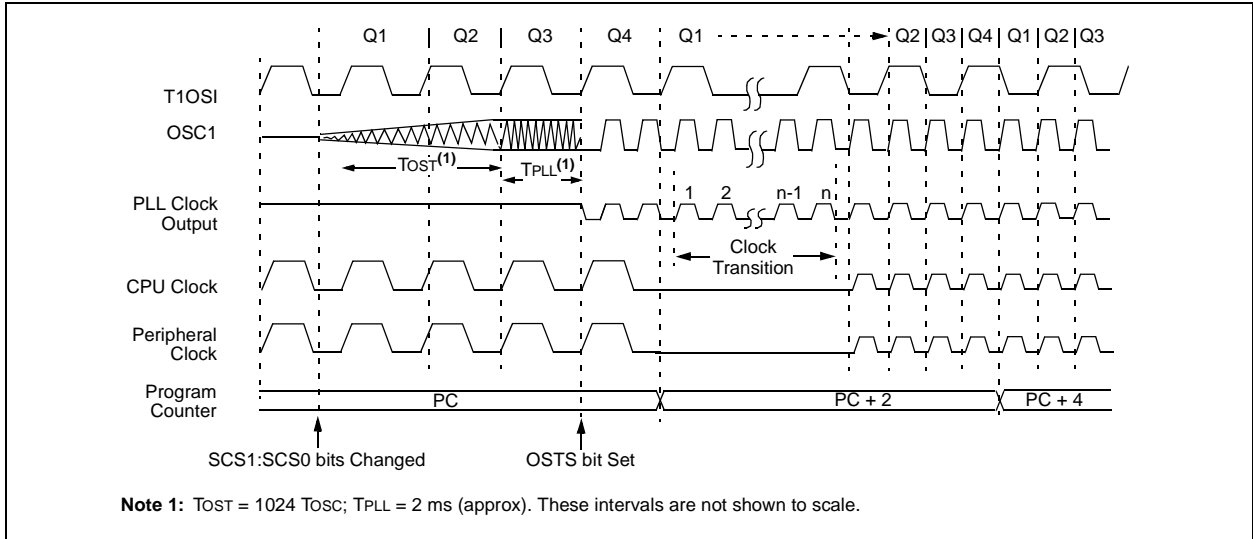 Q1 Q2 Q3 Q4 Q1 Q2 Q3 Q4 Q1 Q2 Q3
T1OSI
OSC1
TOST(1) TPLL(1)
1 2 n-1 n
PLL Clock
Output
Clock
Transition
CPU Clock
Peripheral
Clock
Program
Counter
PC PC + 2 PC + 4
SCS1:SCS0 bits Changed OSTS bit Set
Note 1: TOST = 1024 TOSC; TPLL = 2 ms (approx). These intervals are not shown to scale.